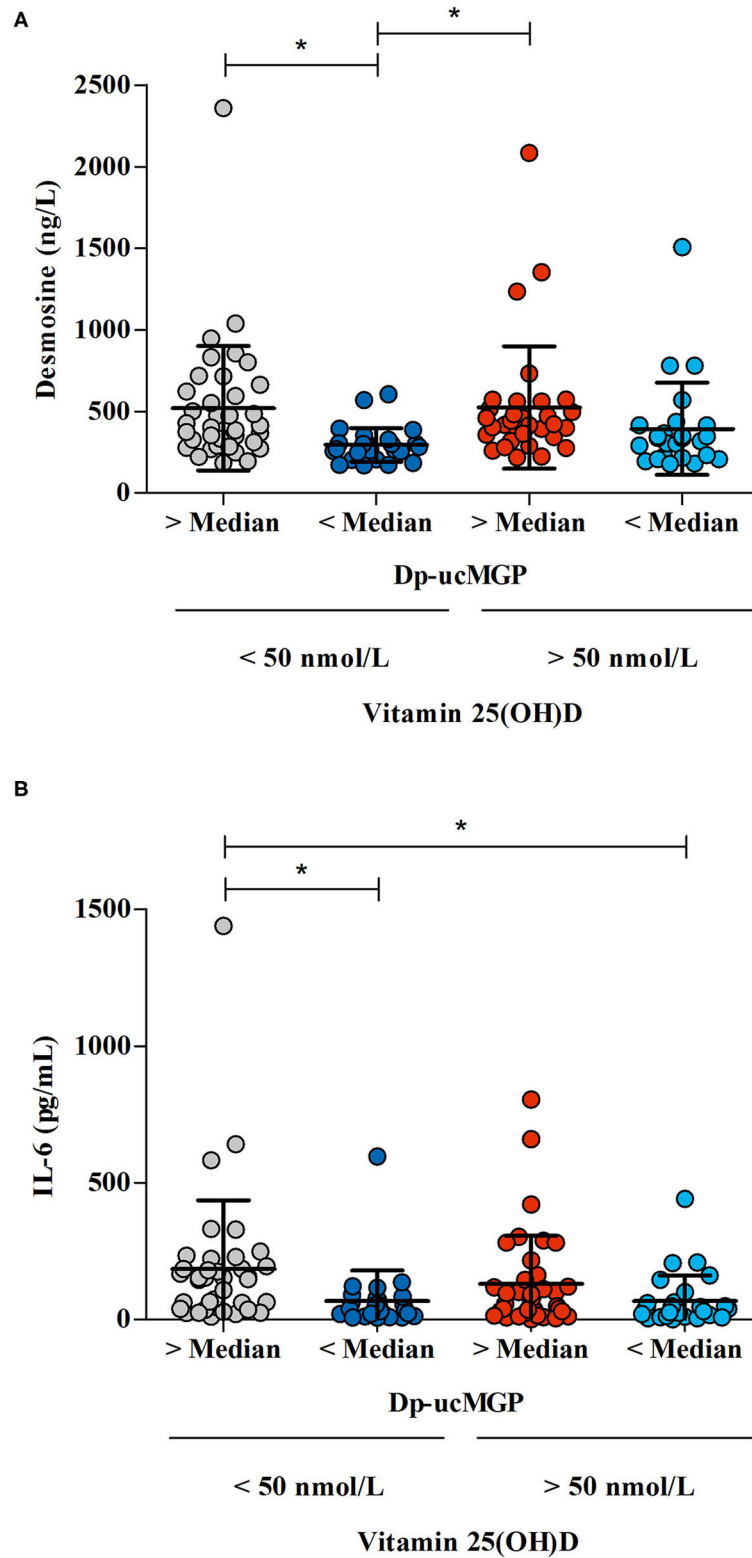 A
*
*
2500
2000
1500
1000
500
0
Desmosine (ng/L)
> Median < Median > Median < Median
Dp-ucMGP
< 50 nmol/L > 50 nmol/L
Vitamin 25(OH)D
B
*
*
1500
1000
500
0
IL-6 (pg/mL)
> Median < Median > Median < Median
Dp-ucMGP
< 50 nmol/L > 50 nmol/L
Vitamin 25(OH)D